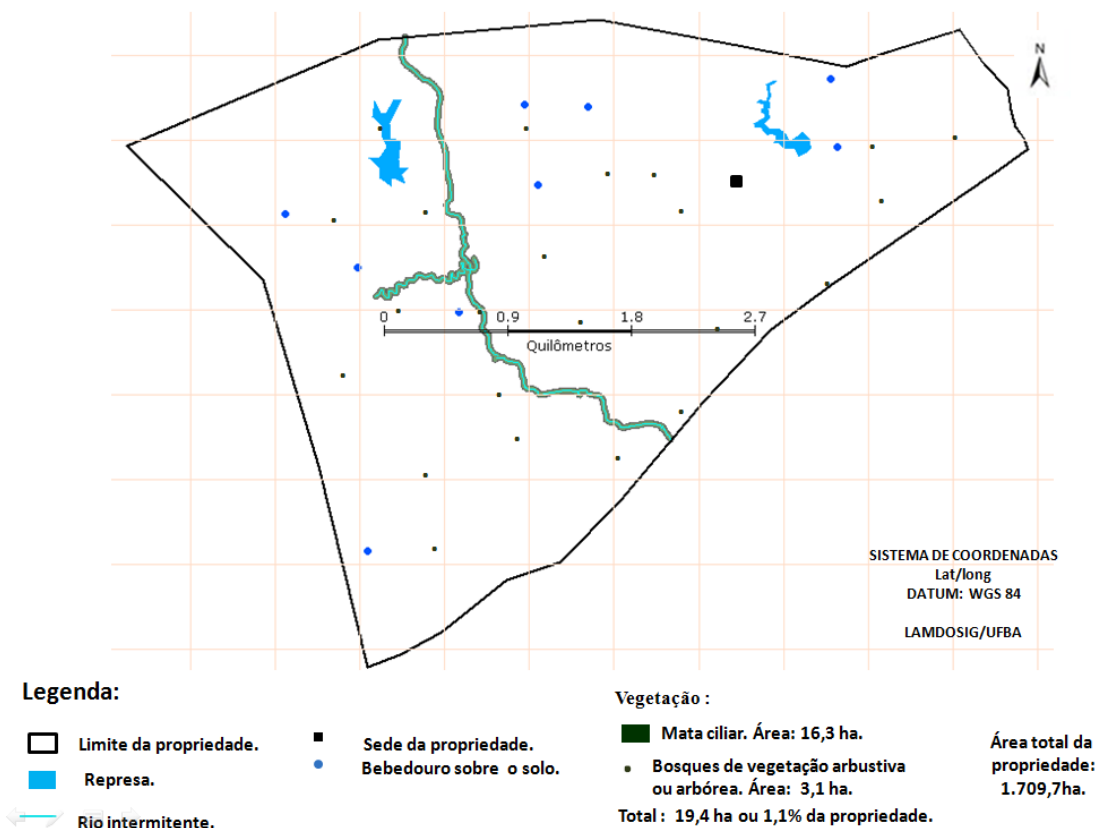 N
0 0.9 1.8 2.7
Quilômetros
SISTEMA DE COORDENADAS
Lat/long
DATUM: WGS 84
LAMDOSIG/UFBA
Legenda:
Limite da propriedade.
Represa.
Rio intermitente.
Sede da propriedade.
Bebedouro sobre o solo.
Vegetação :
Mata ciliar. Área: 16,3 ha.
Bosques de vegetação arbustiva
ou arbórea. Área: 3,1 ha.
Total : 19,4 ha ou 1,1% da propriedade.
Área total da
propriedade:
1.709,7ha.